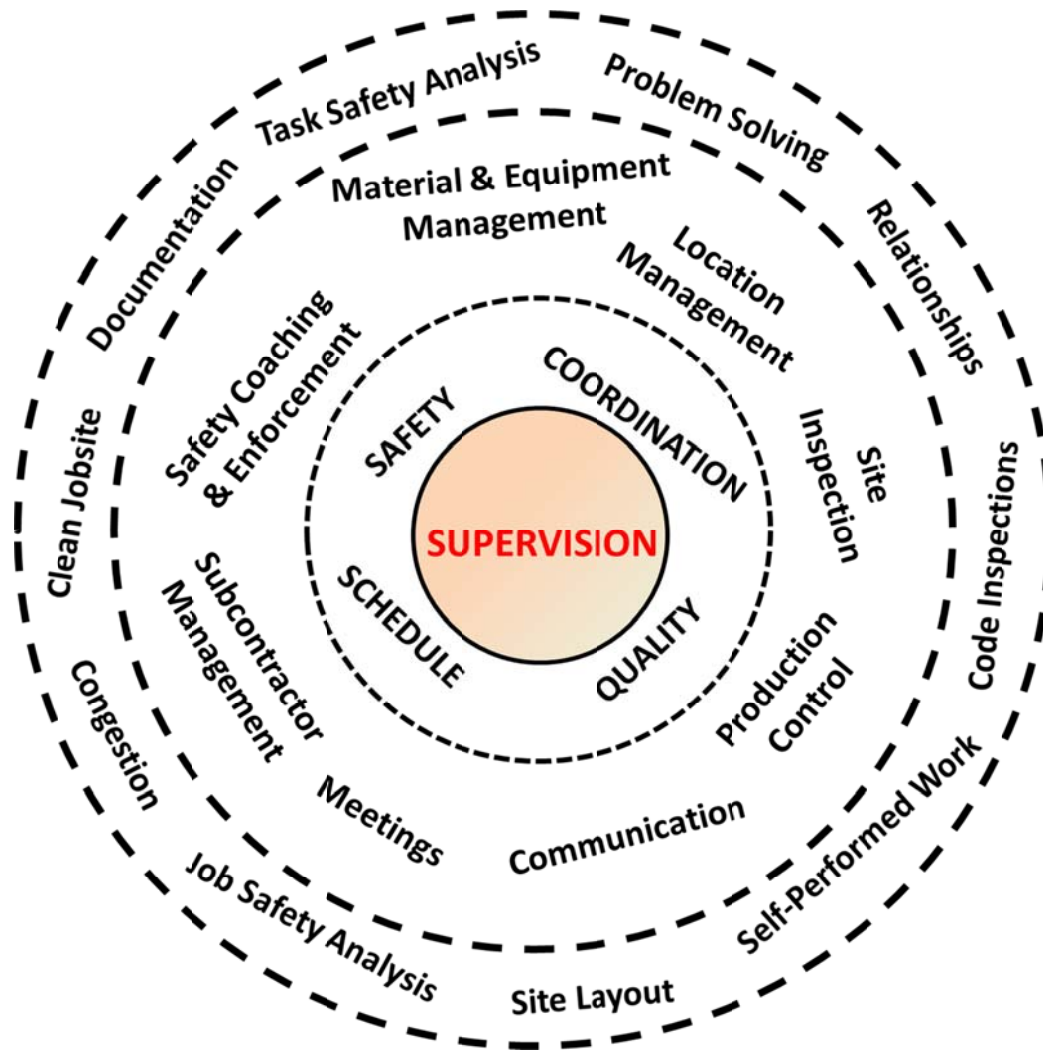 Task Safety Analysis
Problem Solving
Relationships
Code Inspections
Self-Performed Work
Site Layout
Job Safety Analysis
Congestion
Clean Jobsite
Documentation
Material & Equipment
Management
Location
Management
Site
Inspection
Production
Control
Communication
Meetings
Subcontractor
Management
Safety Coaching
& Enforcement
SAFETY
COORDINATION
QUALITY
SCHEDULE
SUPERVISION